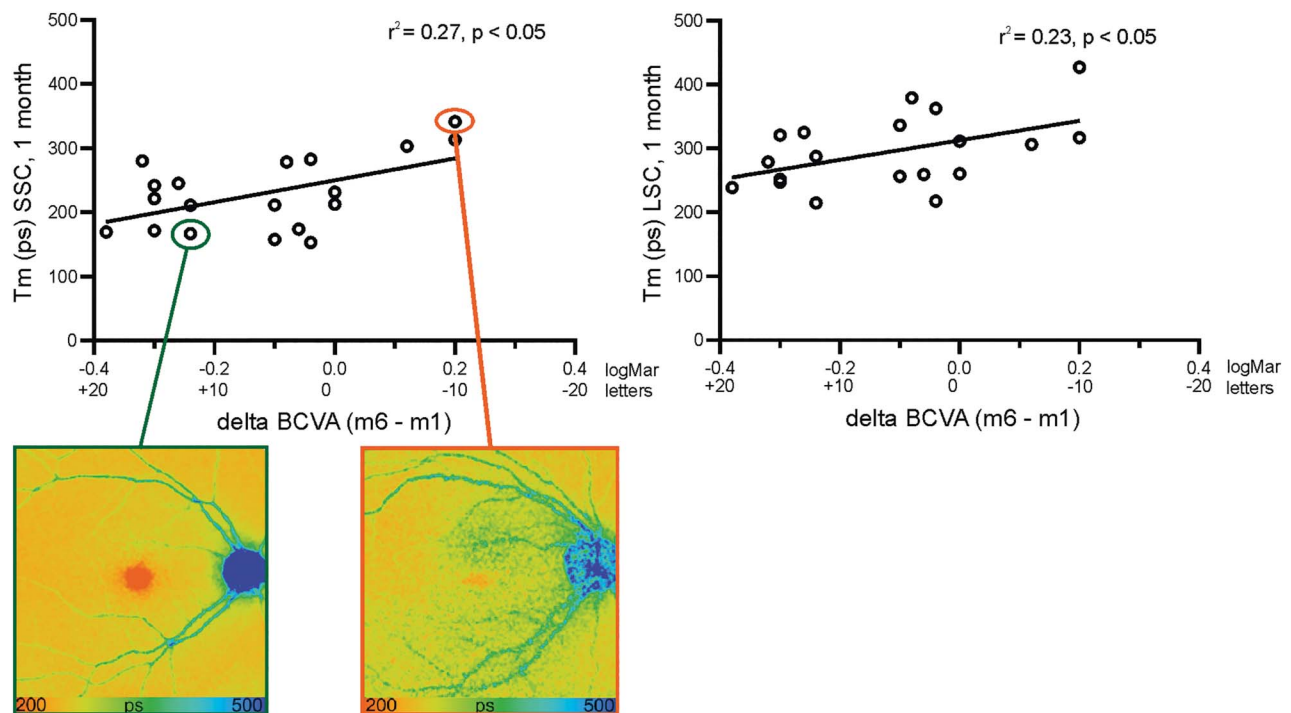 500
400
300
200
100
0
Tm (ps) SSC, 1 month
r² = 0.27, p < 0.05
-0.4 -0.2 0.0 0.2 0.4 logMar
+20 +10 0 -10 -20 letters
delta BCVA (m6 - m1)
500
400
300
200
100
0
Tm (ps) LSC, 1 month
r² = 0.23, p < 0.05
-0.4 -0.2 0.0 0.2 0.4 logMar
+20 +10 0.0 -10 -20 letters
delta BCVA (m6 - m1)
200 ps 500
200 ps 500